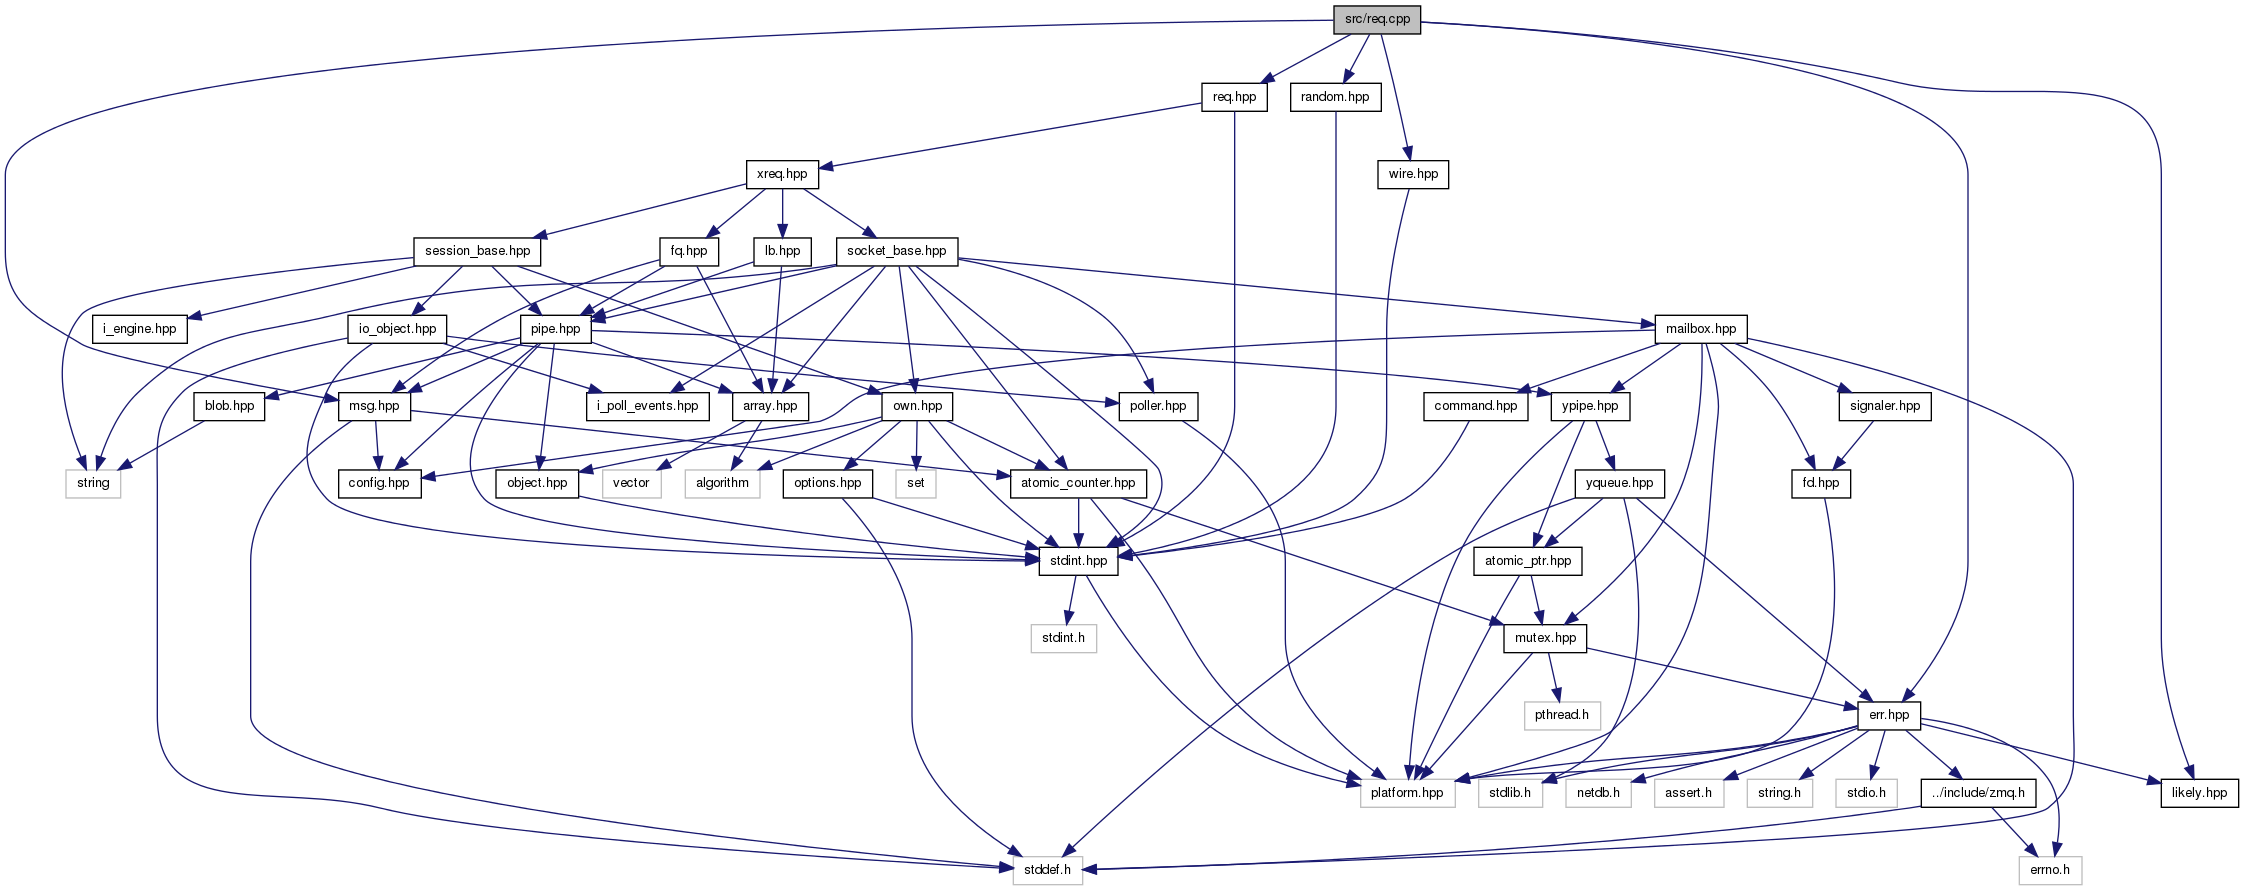 src/req.cpp
req.hpp
random.hpp
xreq.hpp
wire.hpp
session_base.hpp
fq.hpp
lb.hpp
socket_base.hpp
i_engine.hpp
io_object.hpp
pipe.hpp
mailbox.hpp
blob.hpp
msg.hpp
i_poll_events.hpp
array.hpp
own.hpp
poller.hpp
command.hpp
ypipe.hpp
signaler.hpp
string
config.hpp
object.hpp
vector
algorithm
options.hpp
set
atomic_counter.hpp
yqueue.hpp
fd.hpp
stdint.hpp
atomic_ptr.hpp
stdint.h
mutex.hpp
pthread.h
err.hpp
platform.hpp
stdlib.h
netdb.h
assert.h
string.h
stdio.h
../include/zmq.h
likely.hpp
stddef.h
errno.h